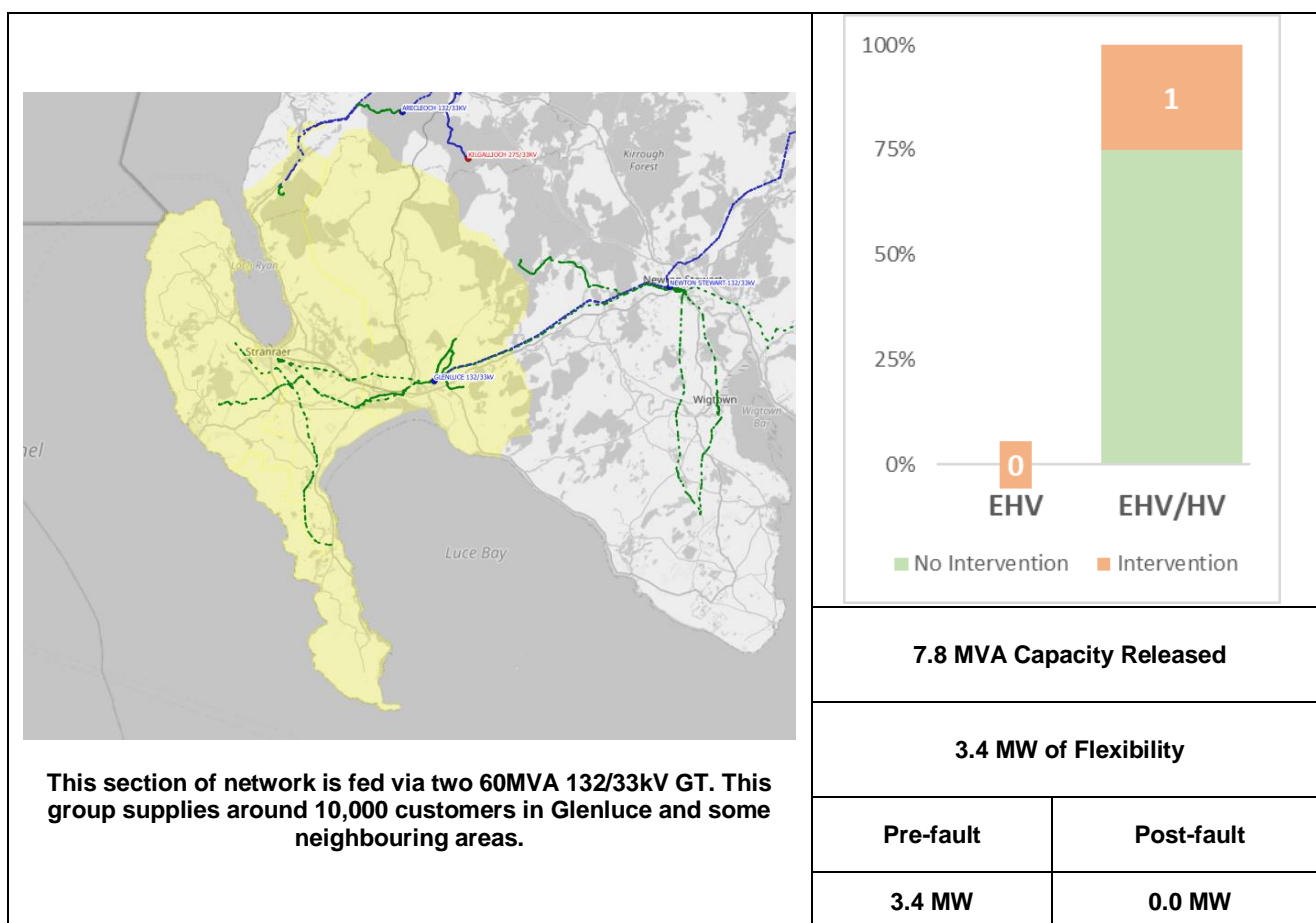 ARECLEOCH 132/33KV
KILGALLIOCH 275/33KV
Kirrough
Forest
Loch Ryan
Newton Stewart
NEWTON STEWART 132/33KV
Stranraer
GLENLUCE 132/33KV
Wigtown
Wigtown
Bay
nel
Luce Bay
This section of network is fed via two 60MVA 132/33kV GT. This
group supplies around 10,000 customers in Glenluce and some
neighbouring areas.
100%
1
75%
50%
25%
0%
0
EHV EHV/HV
No Intervention Intervention
7.8 MVA Capacity Released
3.4 MW of Flexibility
Pre-fault Post-fault
3.4 MW 0.0 MW